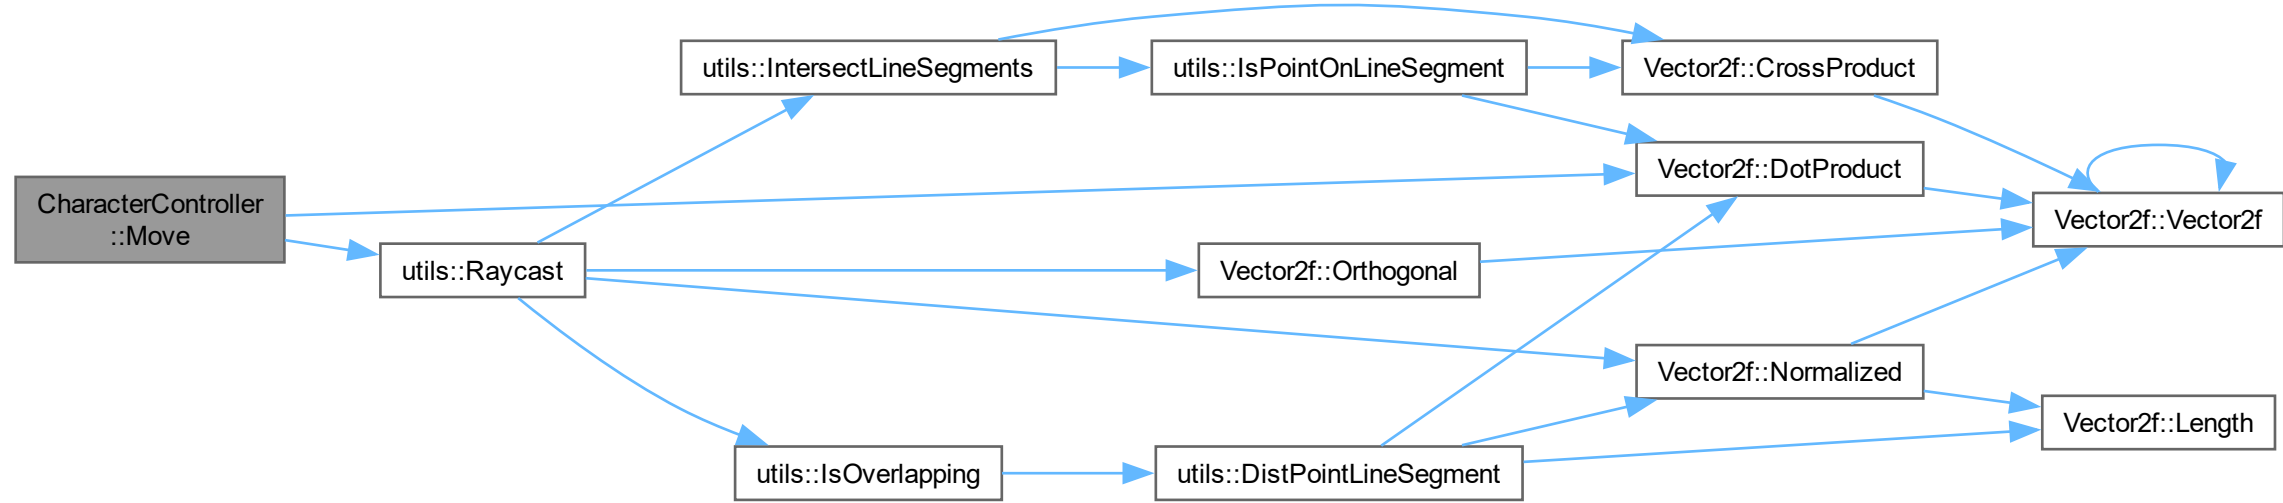 CharacterController
::Move
utils::Raycast
utils::IntersectLineSegments
utils::IsPointOnLineSegment
Vector2f::CrossProduct
Vector2f::DotProduct
Vector2f::Vector2f
Vector2f::Orthogonal
Vector2f::Normalized
Vector2f::Length
utils::IsOverlapping
utils::DistPointLineSegment